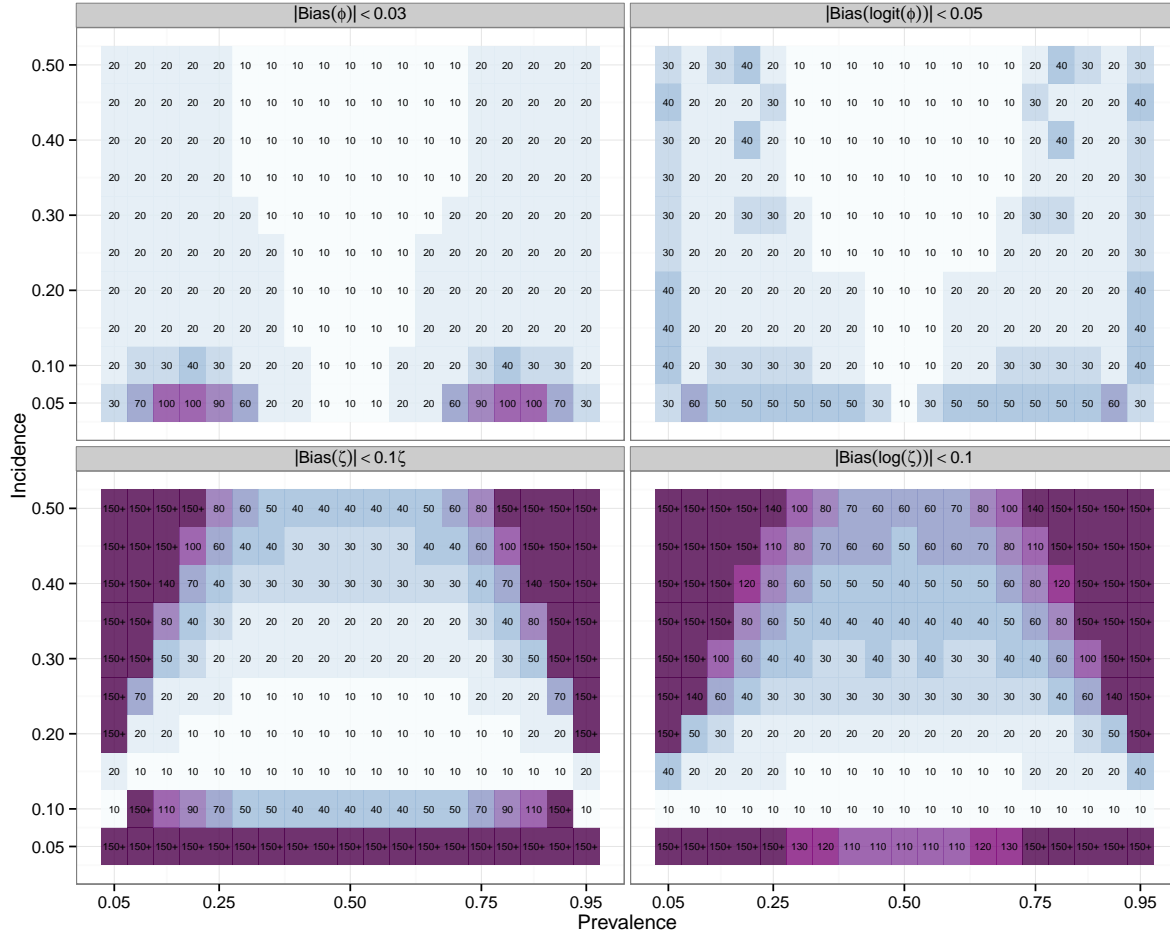 |Bias(ϕ)| < 0.03
|Bias(logit(ϕ))| < 0.05
0.50 20 20 20 20 20 10 10 10 10 10 10 10 10 10 20 20 20 20 20
20 20 20 20 20 10 10 10 10 10 10 10 10 10 20 20 20 20 20
0.40 20 20 20 20 20 10 10 10 10 10 10 10 10 10 20 20 20 20 20
20 20 20 20 20 10 10 10 10 10 10 10 10 10 20 20 20 20 20
0.30 20 20 20 20 20 20 10 10 10 10 10 10 10 20 20 20 20 20 20
20 20 20 20 20 20 20 10 10 10 10 10 20 20 20 20 20 20 20
0.20 20 20 20 20 20 20 20 10 10 10 10 10 20 20 20 20 20 20 20
20 20 20 20 20 20 20 10 10 10 10 10 20 20 20 20 20 20 20
0.10 20 30 30 40 30 20 20 20 10 10 10 20 20 20 30 40 30 30 20
0.05 30 70 100 100 90 60 20 20 10 10 10 20 20 60 90 100 100 70 30
30 20 30 40 20 10 10 10 10 10 10 10 10 10 20 40 30 20 30
40 20 20 20 30 10 10 10 10 10 10 10 10 10 30 20 20 20 40
30 20 20 40 20 10 10 10 10 10 10 10 10 10 20 40 20 20 30
30 20 20 20 20 10 10 10 10 10 10 10 10 10 20 20 20 20 30
30 20 20 30 30 20 10 10 10 10 10 10 10 20 30 30 20 20 30
30 20 20 20 20 20 10 10 10 10 10 10 10 20 20 20 20 20 30
40 20 20 20 20 20 20 20 10 10 10 20 20 20 20 20 20 20 40
40 20 20 20 20 20 20 20 10 10 10 20 20 20 20 20 20 20 40
40 20 30 30 30 30 20 20 10 10 10 20 20 30 30 30 30 20 40
30 60 50 50 50 50 50 50 30 10 30 50 50 50 50 50 50 60 30
|Bias(ζ)| < 0.1ζ
|Bias(log(ζ))| < 0.1
0.50 150+ 150+ 150+ 150+ 80 60 50 40 40 40 40 40 50 60 80 150+ 150+ 150+ 150+
150+ 150+ 150+ 100 60 40 40 30 30 30 30 30 40 40 60 100 150+ 150+ 150+
0.40 150+ 150+ 140 70 40 30 30 30 30 30 30 30 30 30 40 70 140 150+ 150+
150+ 150+ 80 40 30 20 20 20 20 20 20 20 20 20 30 40 80 150+ 150+
0.30 150+ 150+ 50 30 20 20 20 20 20 20 20 20 20 20 20 30 50 150+ 150+
150+ 70 20 20 20 10 10 10 10 10 10 10 10 10 20 20 20 70 150+
0.20 150+ 20 20 10 10 10 10 10 10 10 10 10 10 10 10 10 20 20 150+
20 10 10 10 10 10 10 10 10 10 10 10 10 10 10 10 10 10 20
0.10 10 150+ 110 90 70 50 50 40 40 40 40 40 50 50 70 90 110 150+ 10
0.05 150+ 150+ 150+ 150+ 150+ 150+ 150+ 150+ 150+ 150+ 150+ 150+ 150+ 150+ 150+ 150+ 150+ 150+ 150+
150+ 150+ 150+ 150+ 140 100 80 70 60 60 60 70 80 100 140 150+ 150+ 150+ 150+
150+ 150+ 150+ 150+ 110 80 70 60 60 50 60 60 70 80 110 150+ 150+ 150+ 150+
150+ 150+ 150+ 120 80 60 50 50 50 40 50 50 50 60 80 120 150+ 150+ 150+
150+ 150+ 150+ 80 60 40 40 40 40 40 40 40 40 40 60 80 150+ 150+ 150+
150+ 150+ 100 60 40 40 30 30 40 30 40 30 30 40 40 60 100 150+ 150+
150+ 140 60 40 30 30 30 30 30 30 30 30 30 30 30 40 60 140 150+
150+ 50 30 20 20 20 20 20 20 20 20 20 20 20 20 20 30 50 150+
40 20 20 20 20 10 10 10 10 10 10 10 10 10 20 20 20 20 40
10 10 10 10 10 10 10 10 10 10 10 10 10 10 10 10 10 10 10
150+ 150+ 150+ 150+ 150+ 130 120 110 110 110 110 110 120 130 150+ 150+ 150+ 150+ 150+
0.05 0.25 0.50 0.75 0.95
0.05 0.25 0.50 0.75 0.95
Prevalence
Incidence